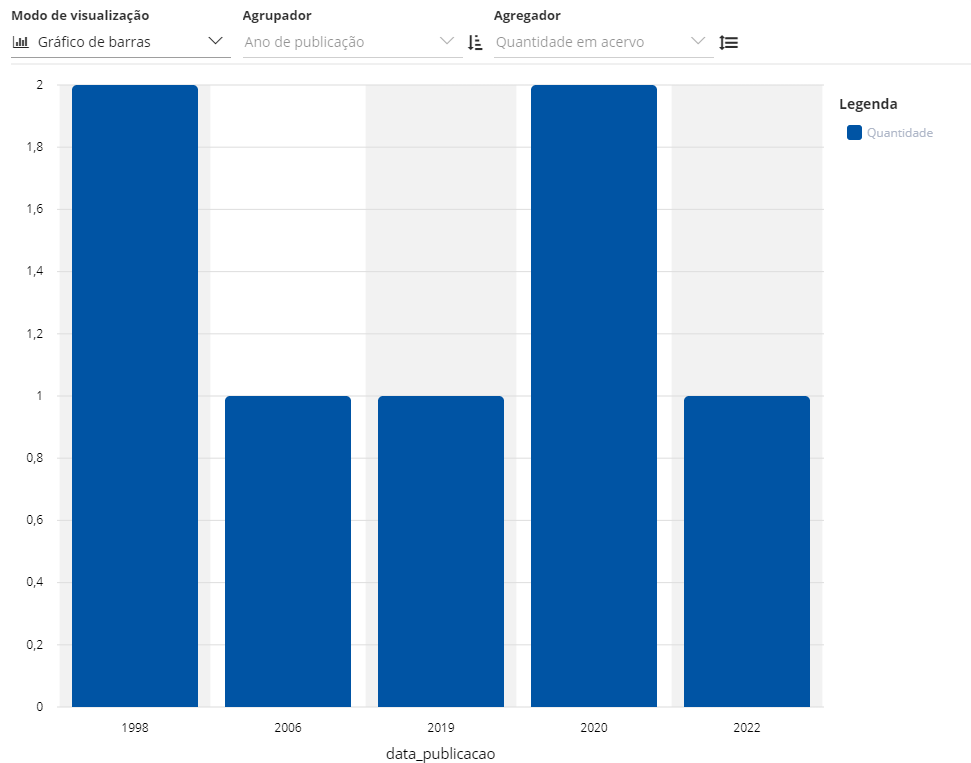 Modo de visualização
Agrupador
Agregador
Gráfico de barras
Ano de publicação
Quantidade em acervo
Legenda
Quantidade
2
1,8
1,6
1,4
1,2
1
0,8
0,6
0,4
0,2
0
1998
2006
2019
2020
2022
data_publicacao